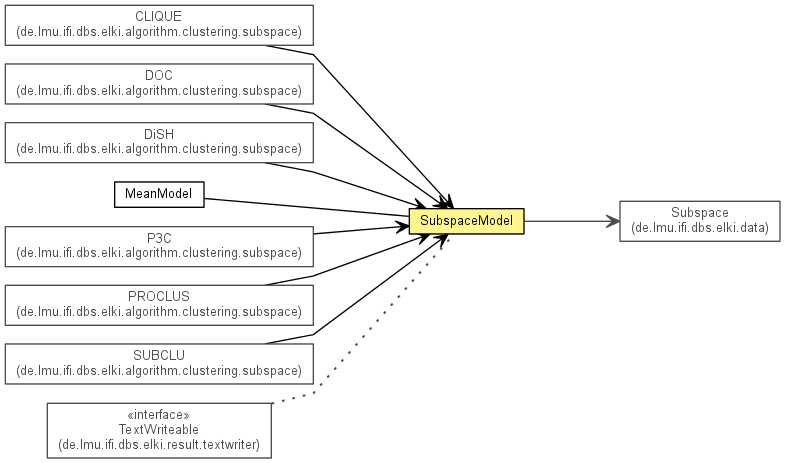 CLIQUE
(de.lmu.ifi.dbs.elki.algorithm.clustering.subspace)
DOC
(de.lmu.ifi.dbs.elki.algorithm.clustering.subspace)
DiSH
(de.lmu.ifi.dbs.elki.algorithm.clustering.subspace)
MeanModel
SubspaceModel
Subspace
(de.lmu.ifi.dbs.elki.data)
P3C
(de.lmu.ifi.dbs.elki.algorithm.clustering.subspace)
PROCLUS
(de.lmu.ifi.dbs.elki.algorithm.clustering.subspace)
SUBCLU
(de.lmu.ifi.dbs.elki.algorithm.clustering.subspace)
«interface»
TextWriteable
(de.lmu.ifi.dbs.elki.result.textwriter)